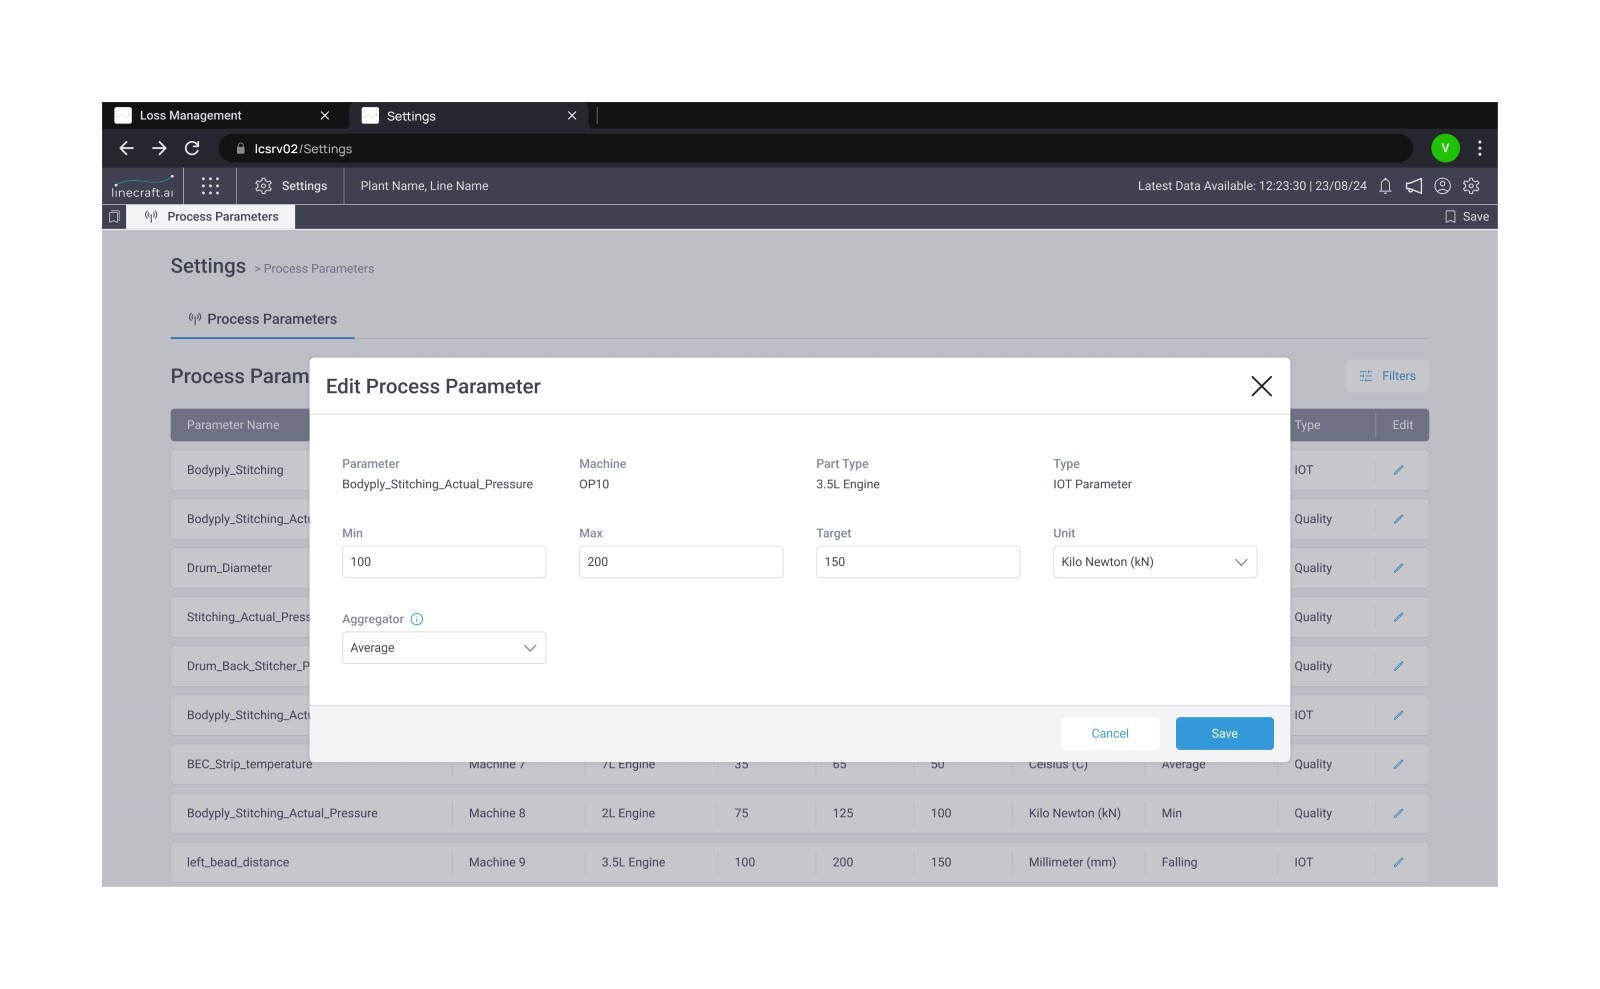 Loss Management
Settings
lcsrv02/Settings
V
linecraft.ai
Settings
Plant Name, Line Name
Latest Data Available: 12:23:30 | 23/08/24
Process Parameters
Save
Settings > Process Parameters
Process Parameters
Process Param
Filters
Edit Process Parameter
Parameter Name
Type
Edit
Parameter
Machine
Part Type
Type
Bodyply_Stitching_Actual_Pressure
OP10
3.5L Engine
IOT Parameter
Min
Max
Target
Unit
100
200
150
Kilo Newton (kN)
Aggregator
Average
Cancel
Save
Bodyply_Stitching
IOT
Bodyply_Stitching_Actu
Quality
Drum_Diameter
Quality
Stitching_Actual_Press
Quality
Drum_Back_Stitcher_P
Quality
Bodyply_Stitching_Actu
IOT
BEC_Strip_temperature Machine 7 7L Engine 35 65 50 Celsius (C) Average Quality
Bodyply_Stitching_Actual_Pressure Machine 8 2L Engine 75 125 100 Kilo Newton (kN) Min Quality
left_bead_distance Machine 9 3.5L Engine 100 200 150 Millimeter (mm) Falling IOT